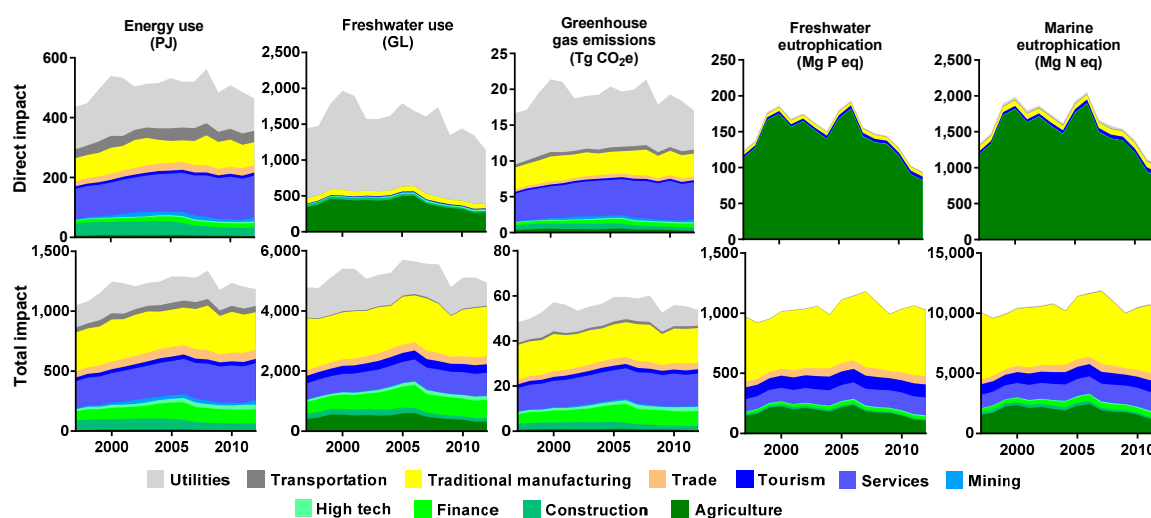 Energy use
(PJ)
Freshwater use
(GL)
Greenhouse
gas emissions
(Tg CO₂e)
Freshwater
eutrophication
(Mg P eq)
Marine
eutrophication
(Mg N eq)
Direct impact
600
400
200
0
2,500
2,000
1,500
1,000
500
0
25
20
15
10
5
0
250
200
150
100
50
0
2,500
2,000
1,500
1,000
500
0
Total impact
1,500
1,000
500
0
6,000
4,000
2,000
0
80
60
40
20
0
1,500
1,000
500
0
15,000
10,000
5,000
0
2000 2005 2010
2000 2005 2010
2000 2005 2010
2000 2005 2010
2000 2005 2010
Utilities Transportation Traditional manufacturing Trade Tourism Services Mining
High tech Finance Construction Agriculture